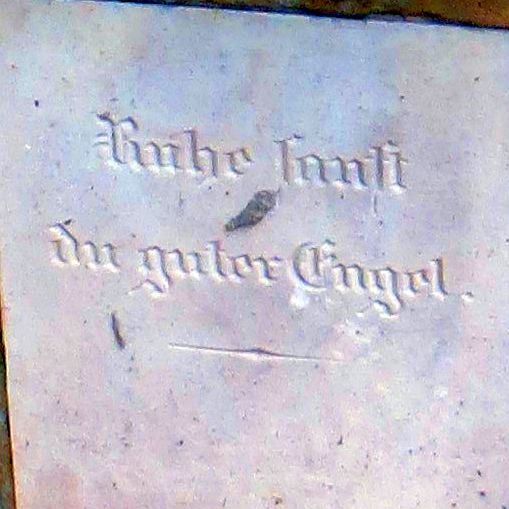 Ruhe sanft
du guter Engel.